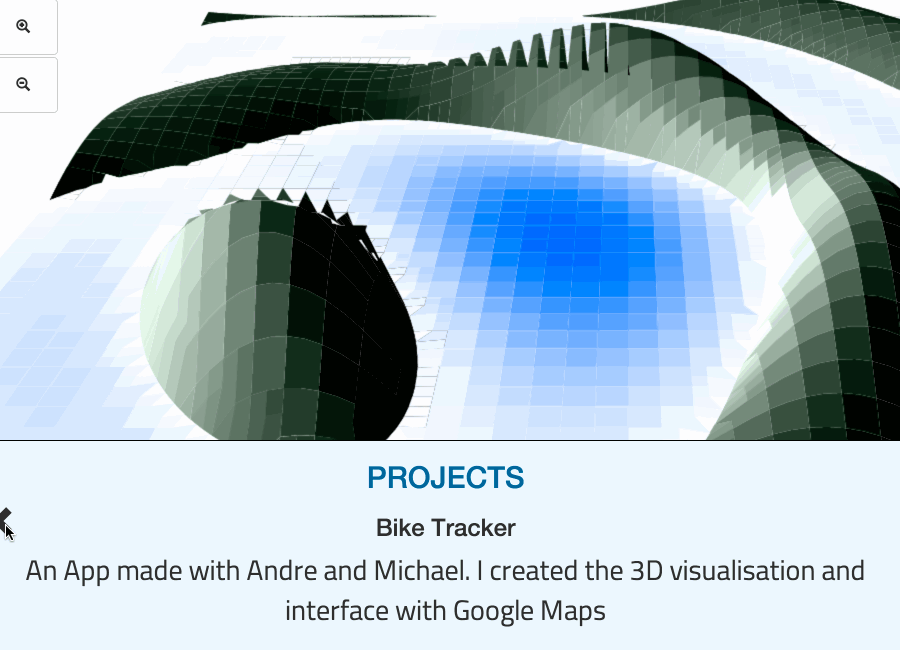 PROJECTS
Bike Tracker
An App made with Andre and Michael. I created the 3D visualisation and
interface with Google Maps